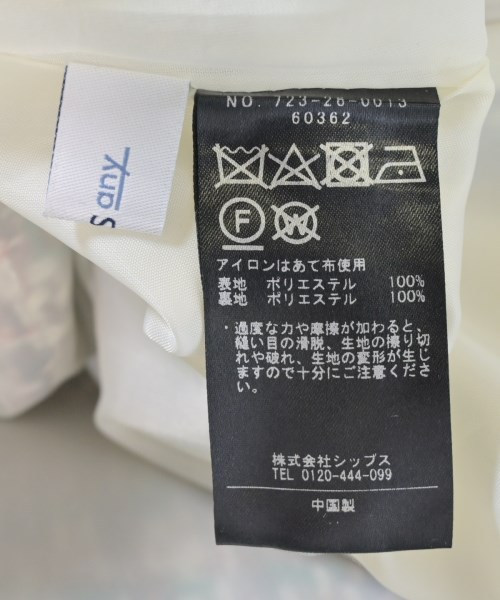 S any
NO. 723-26-0013
60362
F
W
アイロンはあて布使用
表地 ポリエステル 100%
裏地 ポリエステル 100%
・過度な力や摩擦が加わると、
縫い目の滑脱、生地の擦り切
れや破れ、生地の変形が生じ
ますので十分にご注意くださ
い。
株式会社シップス
TEL 0120-444-099
中国製